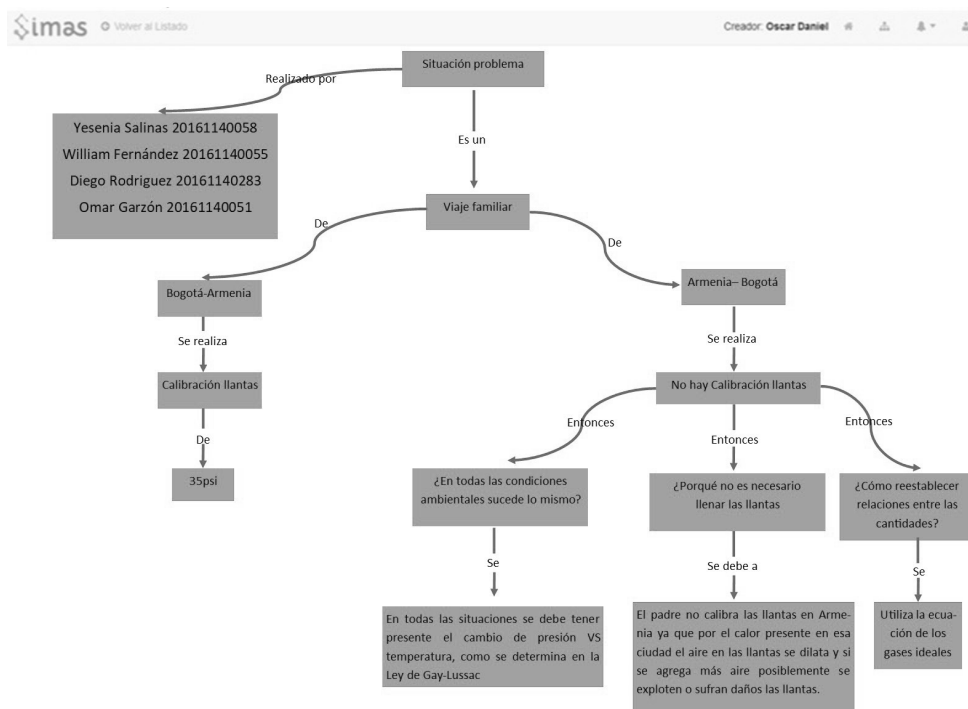 simas Volver al Listado Creador: Oscar Daniel
Situación problema
Realizado por
Yesenia Salinas 20161140058
William Fernández 20161140055
Diego Rodriguez 20161140283
Omar Garzón 20161140051
Es un
Viaje familiar
De
De
Bogotá-Armenia
Armenia– Bogotá
Se realiza
Se realiza
Calibración llantas
No hay Calibración llantas
De
35psi
Entonces
Entonces
Entonces
¿En todas las condiciones
ambientales sucede lo mismo?
¿Porqué no es necesario
llenar las llantas
¿Cómo reestablecer
relaciones entre las
cantidades?
Se
Se debe a
Se
En todas las situaciones se debe tener
presente el cambio de presión VS
temperatura, como se determina en la
Ley de Gay-Lussac
El padre no calibra las llantas en Arme-
nia ya que por el calor presente en esa
ciudad el aire en las llantas se dilata y si
se agrega más aire posiblemente se
exploten o sufran daños las llantas.
Utiliza la ecua-
ción de los
gases ideales